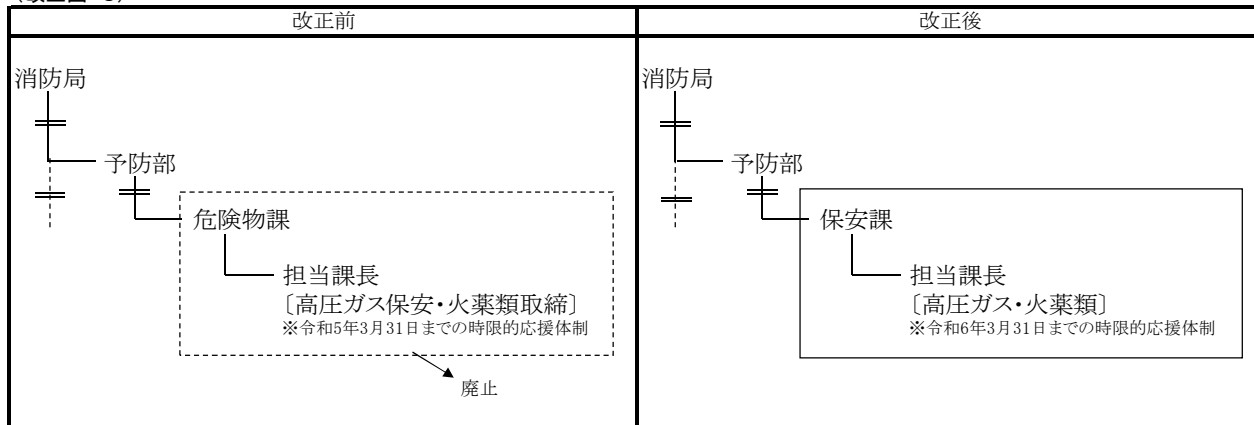 改正前
改正後
消防局
予防部
危険物課
担当課長
〔高圧ガス保安・火薬類取締〕
※令和5年3月31日までの時限的応援体制
廃止
消防局
予防部
保安課
担当課長
〔高圧ガス・火薬類〕
※令和6年3月31日までの時限的応援体制